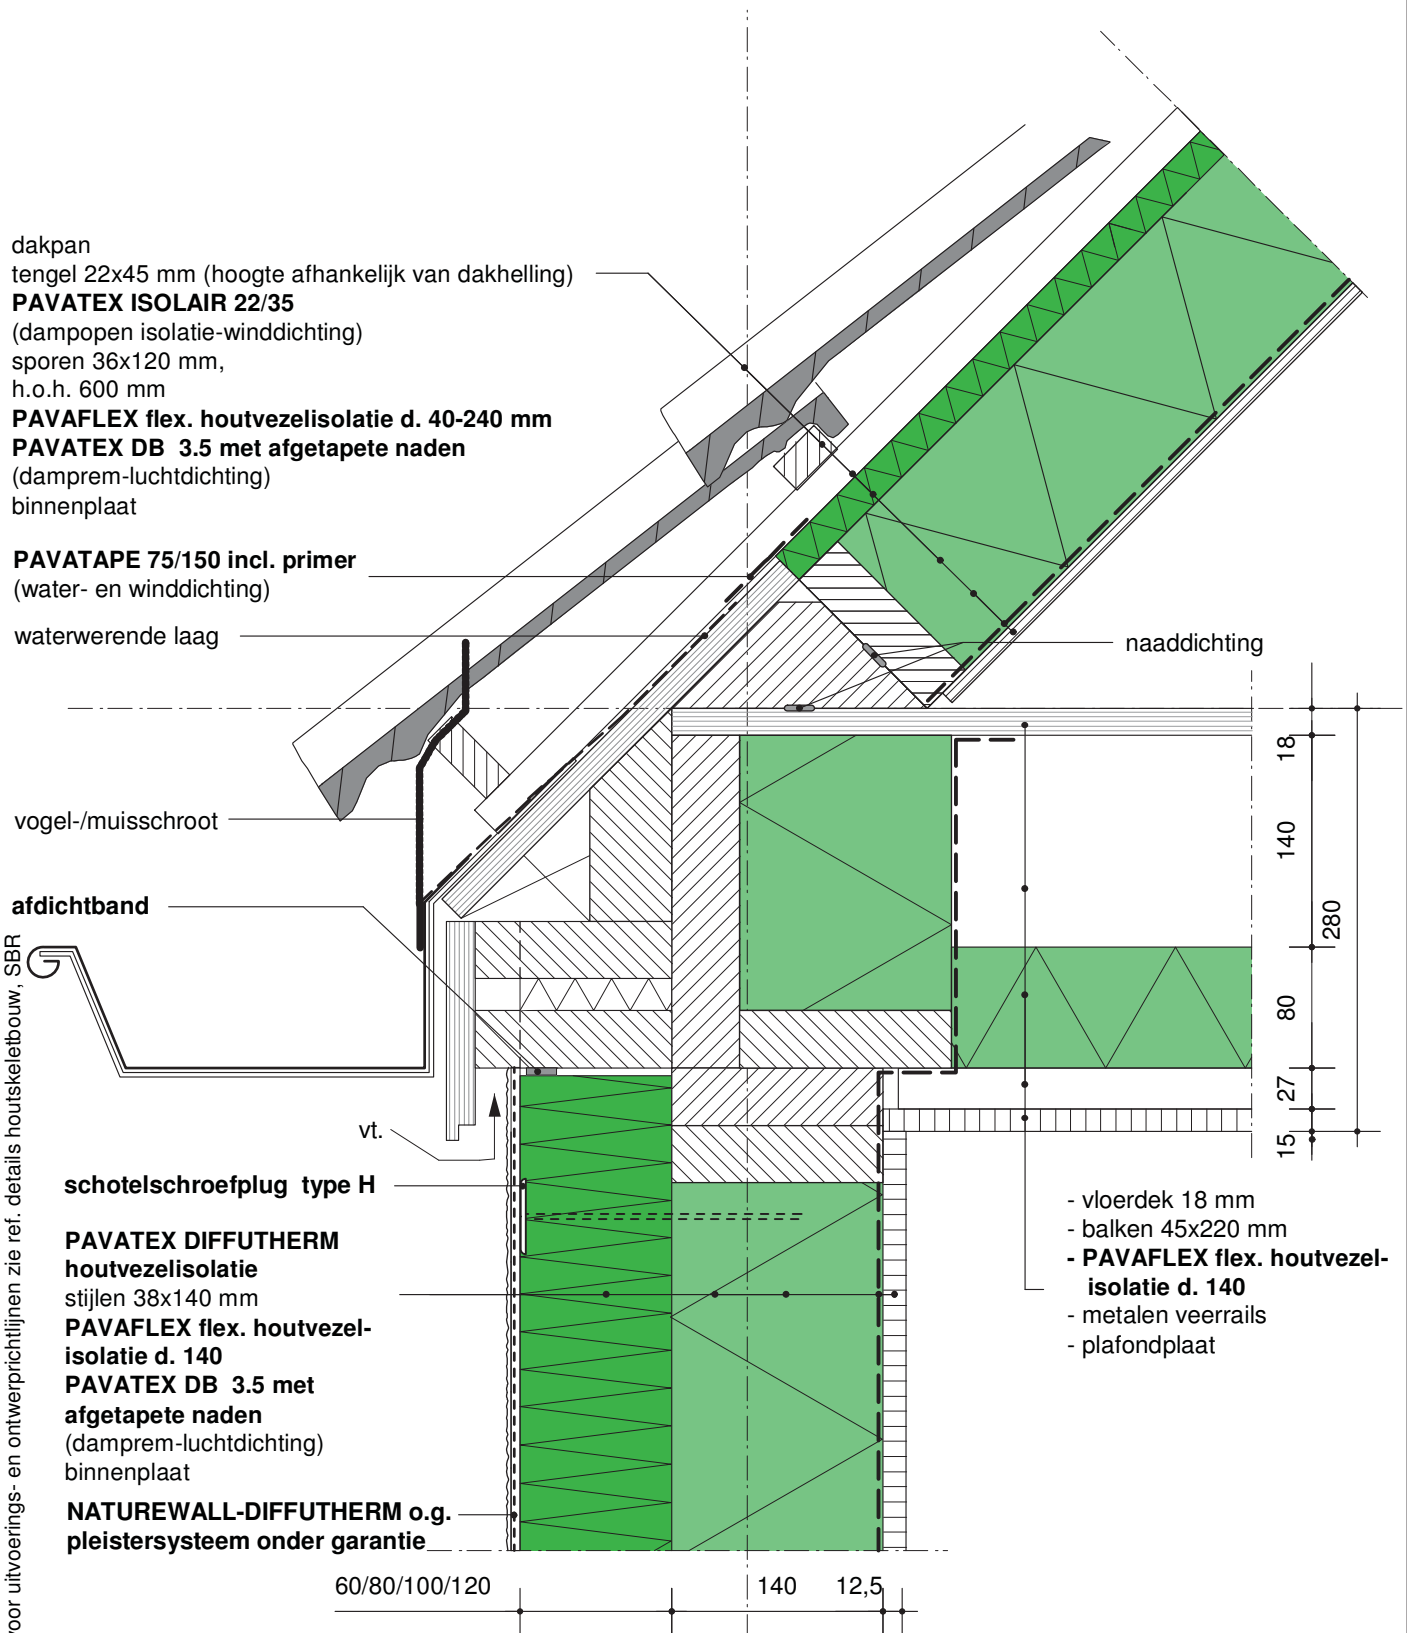 dakpan
tengel 22x45 mm (hoogte afhankelijk van dakhelling)
PAVATEX ISOLAIR 22/35
(dampopen isolatie-winddichting)
sporen 36x120 mm,
h.o.h. 600 mm
PAVAFLEX flex. houtvezelisolatie d. 40-240 mm
PAVATEX DB 3.5 met afgetapete naden
(damprem-luchtdichting)
binnenplaat
PAVATAPE 75/150 incl. primer
(water- en winddichting)
waterwerende laag
naaddichting
vogel-/muisschroot
afdichtband
18
140
280
80
27
15
vt.
schotelschroefplug type H
PAVATEX DIFFUTHERM
houtvezelisolatie
stijlen 38x140 mm
PAVAFLEX flex. houtvezel-
isolatie d. 140
PAVATEX DB 3.5 met
afgetapete naden
(damprem-luchtdichting)
binnenplaat
NATUREWALL-DIFFUTHERM o.g.
pleistersysteem onder garantie
- vloerdek 18 mm
- balken 45x220 mm
- PAVAFLEX flex. houtvezel-
isolatie d. 140
- metalen veerrails
- plafondplaat
60/80/100/120
140
12,5
uitvoerings- en ontwerprichtlijnen zie ref. details houtskeletbouw, SBR